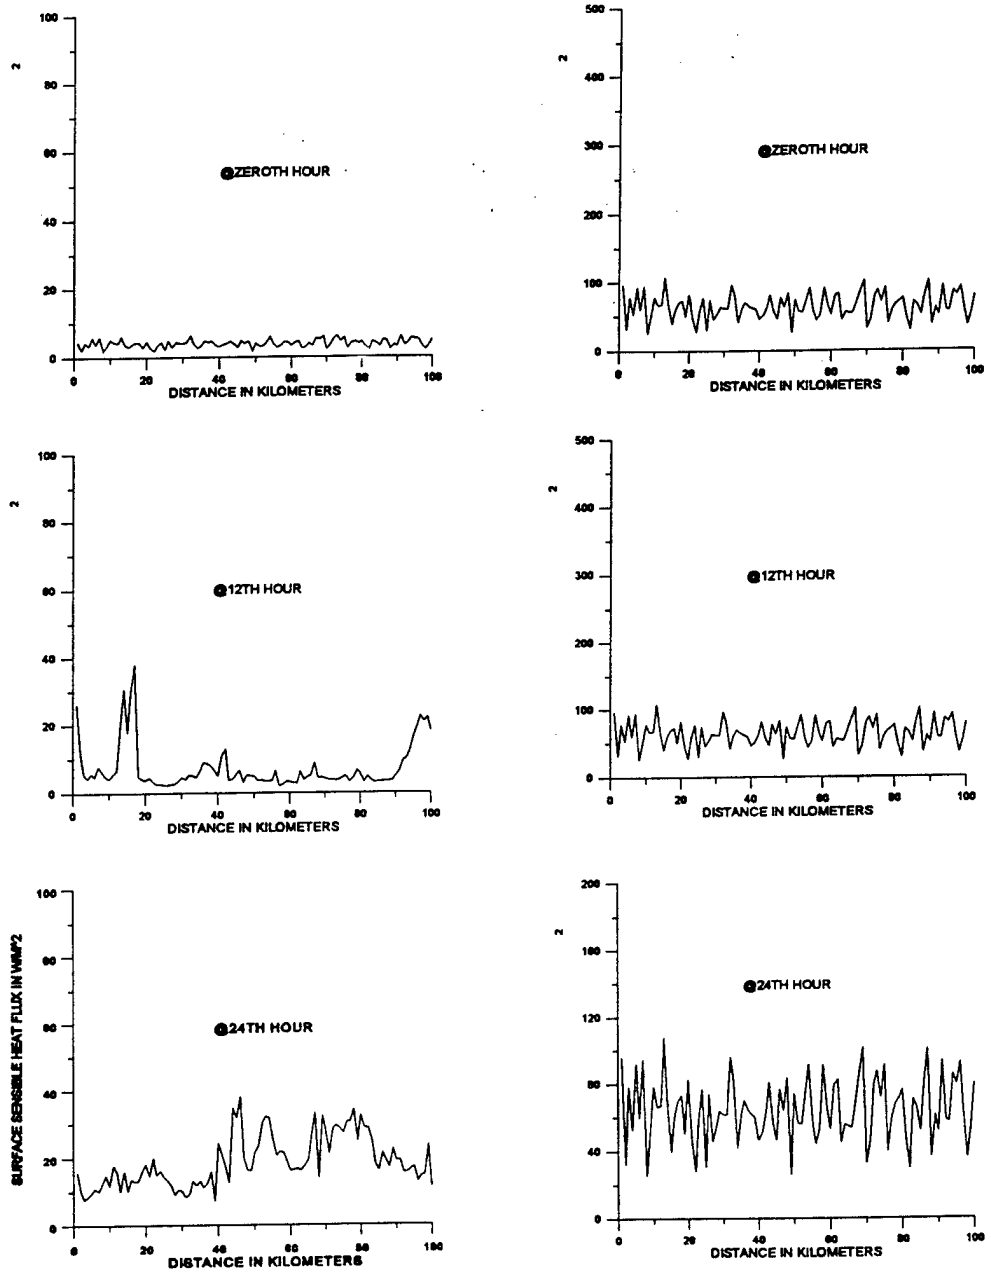 100
80
60
40
20
0
2
@ZEROTH HOUR
0 20 40 60 80 100
DISTANCE IN KILOMETERS
500
400
300
200
100
0
2
@ZEROTH HOUR
0 20 40 60 80 100
DISTANCE IN KILOMETERS
100
80
60
40
20
0
2
@12TH HOUR
0 20 40 60 80 100
DISTANCE IN KILOMETERS
500
400
300
200
100
0
2
@12TH HOUR
0 20 40 60 80 100
DISTANCE IN KILOMETERS
100
80
60
40
20
0
SURFACE SENSIBLE HEAT FLUX IN W/M^2
@24TH HOUR
0 20 40 60 80 100
DISTANCE IN KILOMETERS
200
160
120
80
40
0
2
@24TH HOUR
0 20 40 60 80 100
DISTANCE IN KILOMETERS